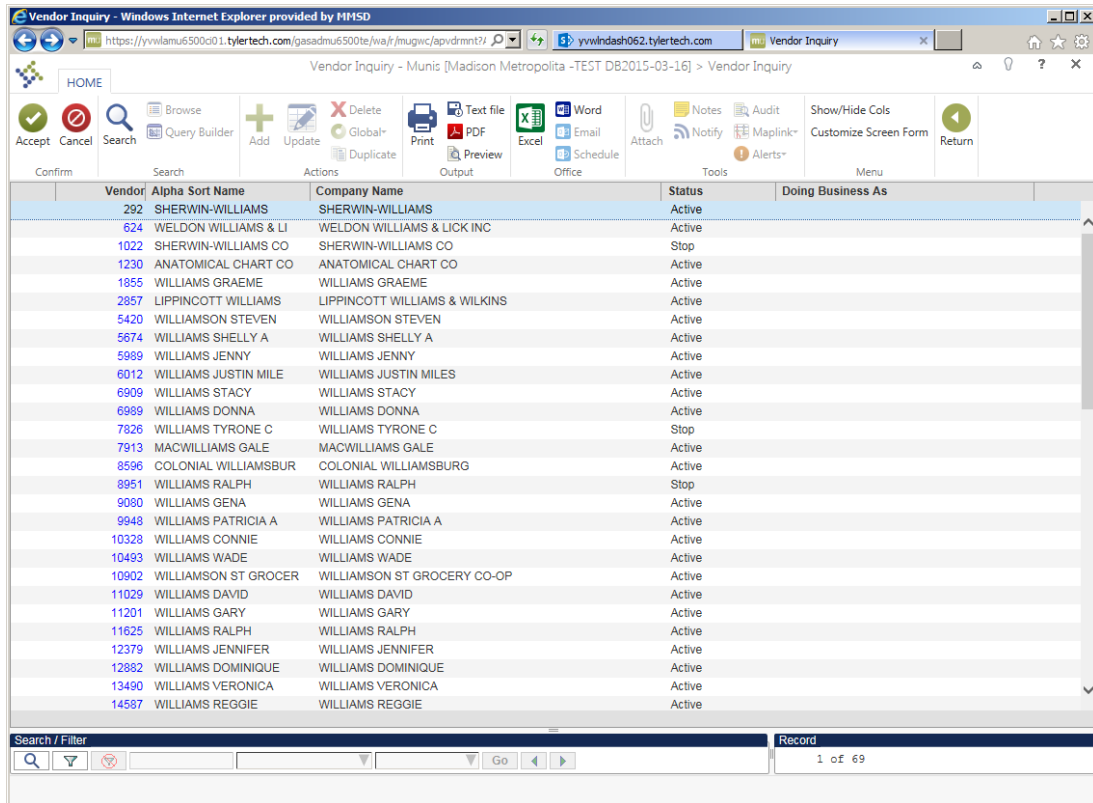 Vendor Inquiry - Windows Internet Explorer provided by MMSD
https://yvwlamu6500ci01.tylertech.com/gasadmu6500te/wa/r/mugwc/apvdrmnt?/ yvwlndash062.tylertech.com mu Vendor Inquiry
Vendor Inquiry - Munis [Madison Metropolita -TEST DB2015-03-16] > Vendor Inquiry
HOME
Browse Delete Text file Word Notes Audit Show/Hide Cols
Accept Cancel Search Query Builder Add Update Global Print PDF Excel Email Attach Notify Maplink Customize Screen Form Return
Duplicate Preview Schedule Alerts
Confirm Search Actions Output Office Tools Menu
Vendor Alpha Sort Name Company Name Status Doing Business As
292 SHERWIN-WILLIAMS SHERWIN-WILLIAMS Active
624 WELDON WILLIAMS & LI WELDON WILLIAMS & LICK INC Active
1022 SHERWIN-WILLIAMS CO SHERWIN-WILLIAMS CO Stop
1230 ANATOMICAL CHART CO ANATOMICAL CHART CO Active
1855 WILLIAMS GRAEME WILLIAMS GRAEME Active
2857 LIPPINCOTT WILLIAMS LIPPINCOTT WILLIAMS & WILKINS Active
5420 WILLIAMSON STEVEN WILLIAMSON STEVEN Active
5674 WILLIAMS SHELLY A WILLIAMS SHELLY A Active
5989 WILLIAMS JENNY WILLIAMS JENNY Active
6012 WILLIAMS JUSTIN MILE WILLIAMS JUSTIN MILES Active
6909 WILLIAMS STACY WILLIAMS STACY Active
6989 WILLIAMS DONNA WILLIAMS DONNA Active
7826 WILLIAMS TYRONE C WILLIAMS TYRONE C Stop
7913 MACWILLIAMS GALE MACWILLIAMS GALE Active
8596 COLONIAL WILLIAMSBUR COLONIAL WILLIAMSBURG Active
8951 WILLIAMS RALPH WILLIAMS RALPH Stop
9080 WILLIAMS GENA WILLIAMS GENA Active
9948 WILLIAMS PATRICIA A WILLIAMS PATRICIA A Active
10328 WILLIAMS CONNIE WILLIAMS CONNIE Active
10493 WILLIAMS WADE WILLIAMS WADE Active
10902 WILLIAMSON ST GROCER WILLIAMSON ST GROCERY CO-OP Active
11029 WILLIAMS DAVID WILLIAMS DAVID Active
11201 WILLIAMS GARY WILLIAMS GARY Active
11625 WILLIAMS RALPH WILLIAMS RALPH Active
12379 WILLIAMS JENNIFER WILLIAMS JENNIFER Active
12882 WILLIAMS DOMINIQUE WILLIAMS DOMINIQUE Active
13490 WILLIAMS VERONICA WILLIAMS VERONICA Active
14587 WILLIAMS REGGIE WILLIAMS REGGIE Active
Search / Filter Record
Go 1 of 69